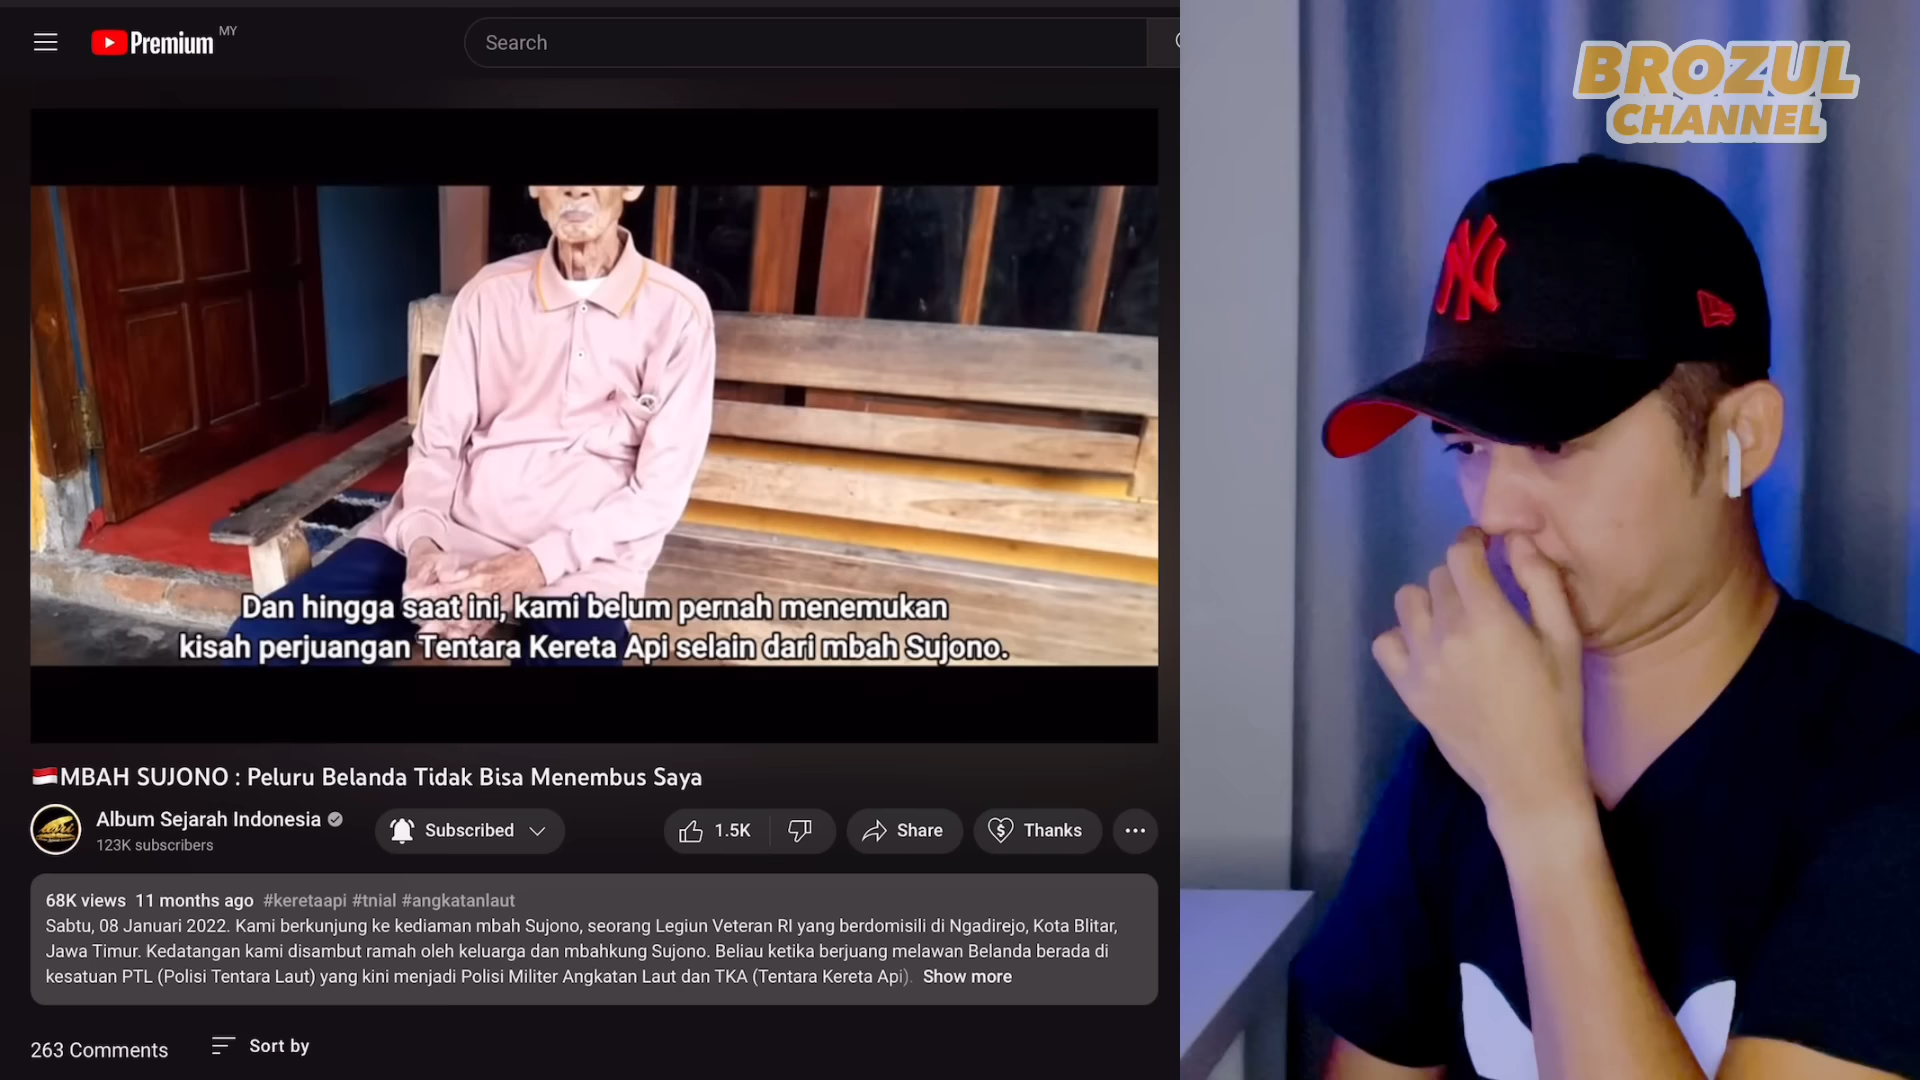 Premium MY
Search
BROZUL
CHANNEL
NY
Dan hingga saat ini, kami belum pernah menemukan
kisah perjuangan Tentara Kereta Api selain dari mbah Sujono.
MBAH SUJONO : Peluru Belanda Tidak Bisa Menembus Saya
Album Sejarah Indonesia
123K subscribers
Subscribed
1.5K
Share
Thanks
68K views 11 months ago #keretaapi #tnial #angkatanlaut
Sabtu, 08 Januari 2022. Kami berkunjung ke kediaman mbah Sujono, seorang Legiun Veteran RI yang berdomisili di Ngadirejo, Kota Blitar,
Jawa Timur. Kedatangan kami disambut ramah oleh keluarga dan mbahkung Sujono. Beliau ketika berjuang melawan Belanda berada di
kesatuan PTL (Polisi Tentara Laut) yang kini menjadi Polisi Militer Angkatan Laut dan TKA (Tentara Kereta Api). Show more
263 Comments
Sort by